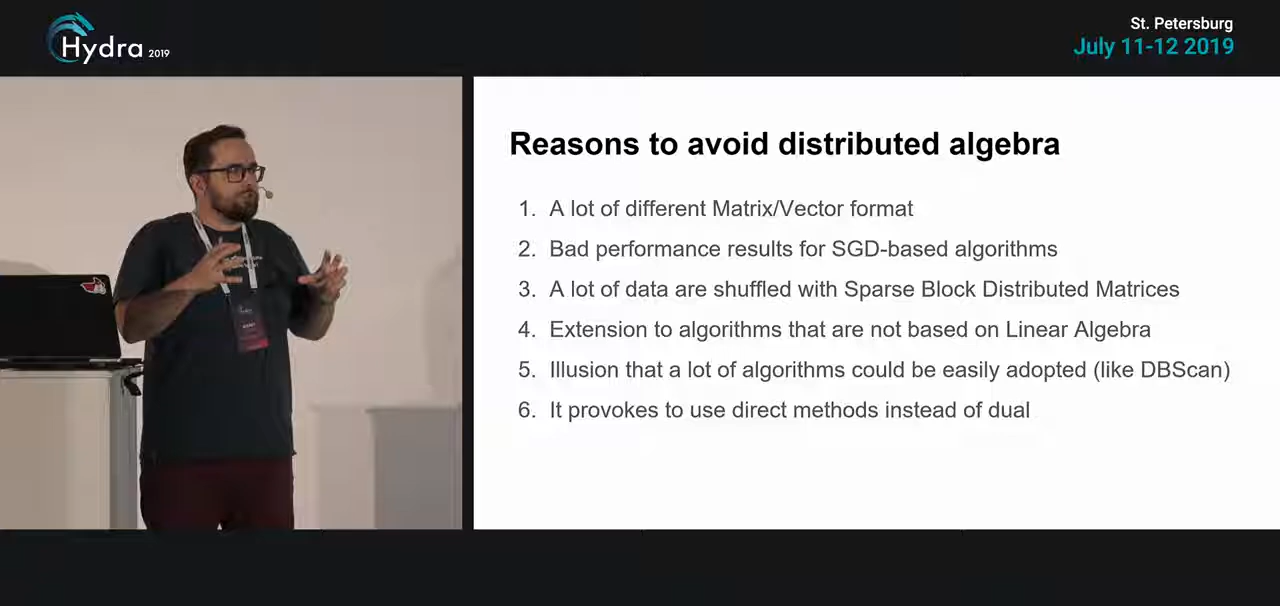 Hydra 2019
St. Petersburg
July 11-12 2019
Reasons to avoid distributed algebra
1. A lot of different Matrix/Vector format
2. Bad performance results for SGD-based algorithms
3. A lot of data are shuffled with Sparse Block Distributed Matrices
4. Extension to algorithms that are not based on Linear Algebra
5. Illusion that a lot of algorithms could be easily adopted (like DBScan)
6. It provokes to use direct methods instead of dual